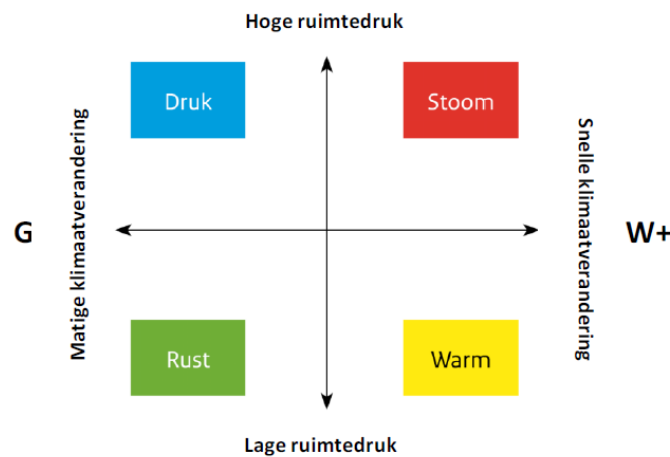 Hoge ruimtedruk
Druk
Stoom
Matige klimaatverandering
G
Snelle klimaatverandering
W+
Rust
Warm
Lage ruimtedruk